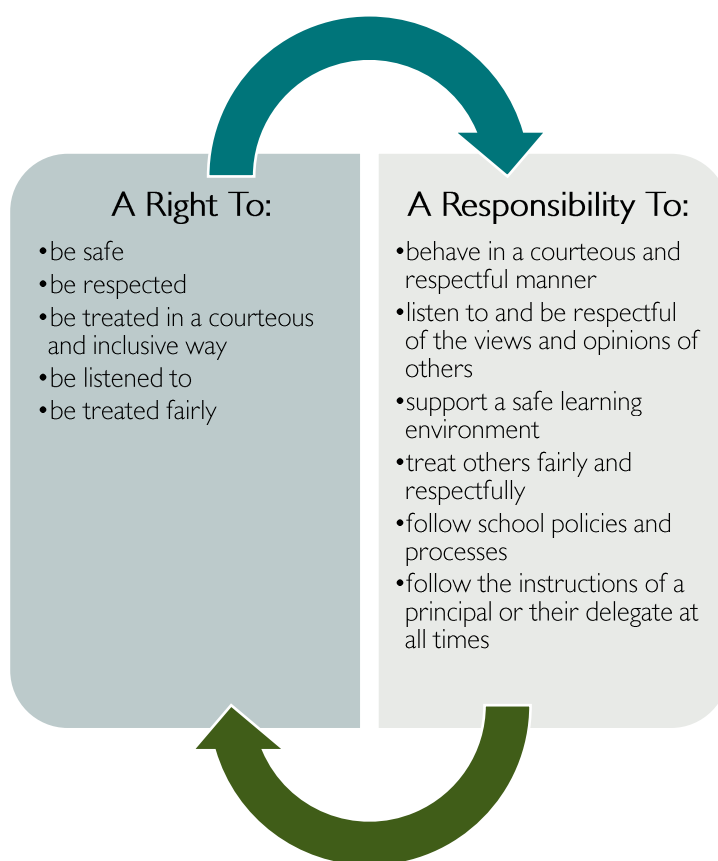 A Right To:
•be safe
•be respected
•be treated in a courteous
and inclusive way
•be listened to
•be treated fairly
A Responsibility To:
•behave in a courteous and
respectful manner
•listen to and be respectful
of the views and opinions of
others
•support a safe learning
environment
•treat others fairly and
respectfully
•follow school policies and
processes
•follow the instructions of a
principal or their delegate at
all times